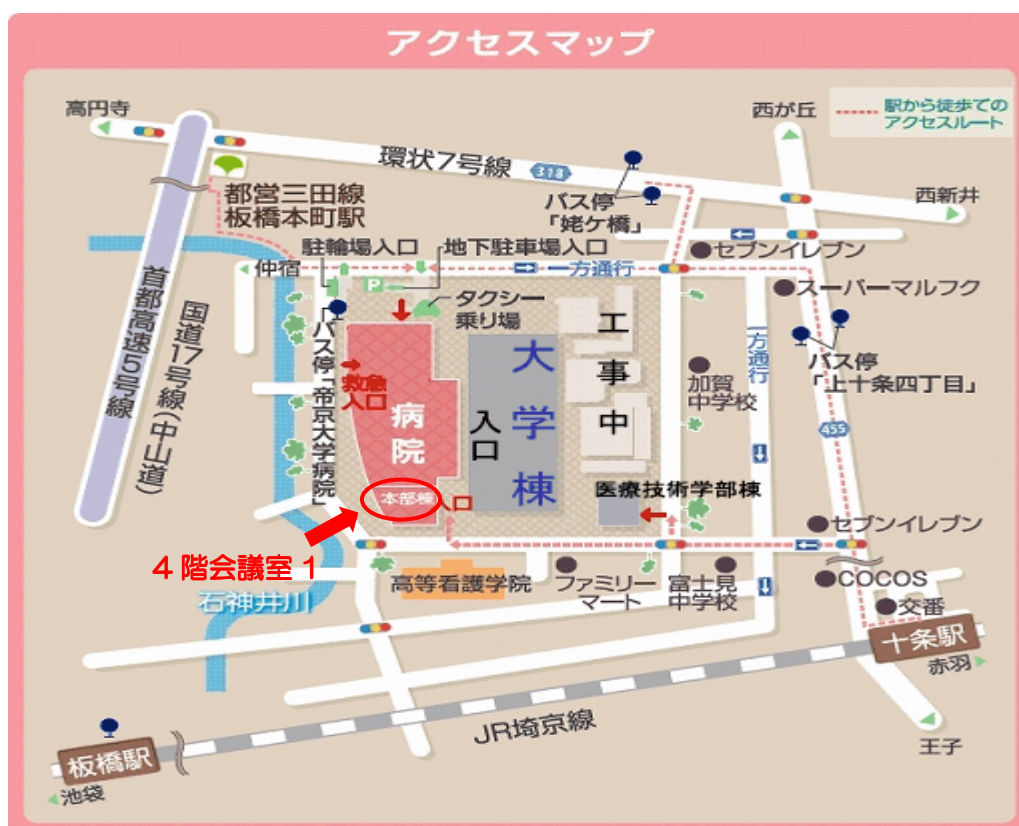 アクセスマップ
高円寺
西が丘
駅から徒歩での
アクセスルート
環状7号線
318
都営三田線
板橋本町駅
バス停
「姥ケ橋」
西新井
セブンイレブン
駐輪場入口
地下駐車場入口
仲宿
一方通行
P
スーパーマルフク
タクシー
乗り場
首都高速5号線
国道17号線(中山道)
バス停「帝京大学病院」
救急
入口
病院
入口
大学棟
工事中
加賀
中学校
一方通行
バス停
「上十条四丁目」
455
本部棟
入口
医療技術学部棟
セブンイレブン
4階会議室1
石神井川
高等看護学院
ファミリー
マート
富士見
中学校
COCOS
交番
十条駅
赤羽
JR埼京線
王子
板橋駅
池袋